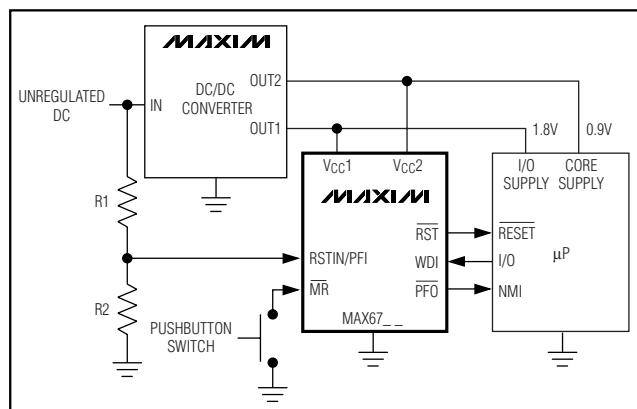 MAXIM
DC/DC
CONVERTER
UNREGULATED
DC
IN
OUT2
OUT1
1.8V
0.9V
VCC1
VCC2
I/O
SUPPLY
CORE
SUPPLY
MAXIM
R1
RST
RESET
RSTIN/PFI
WDI
I/O
µP
MR
PFO
NMI
R2
MAX67_ _
PUSHBUTTON
SWITCH